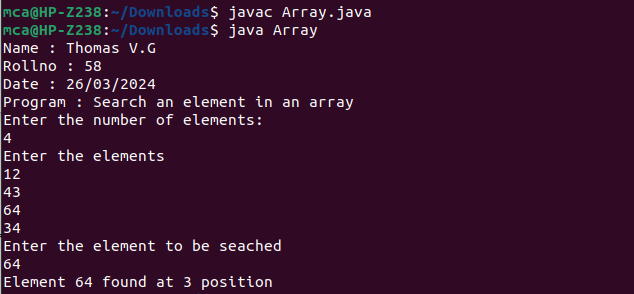 mca@HP-Z238:~/Downloads$ javac Array.java
mca@HP-Z238:~/Downloads$ java Array
Name : Thomas V.G
Rollno : 58
Date : 26/03/2024
Program : Search an element in an array
Enter the number of elements:
4
Enter the elements
12
43
64
34
Enter the element to be seached
64
Element 64 found at 3 position